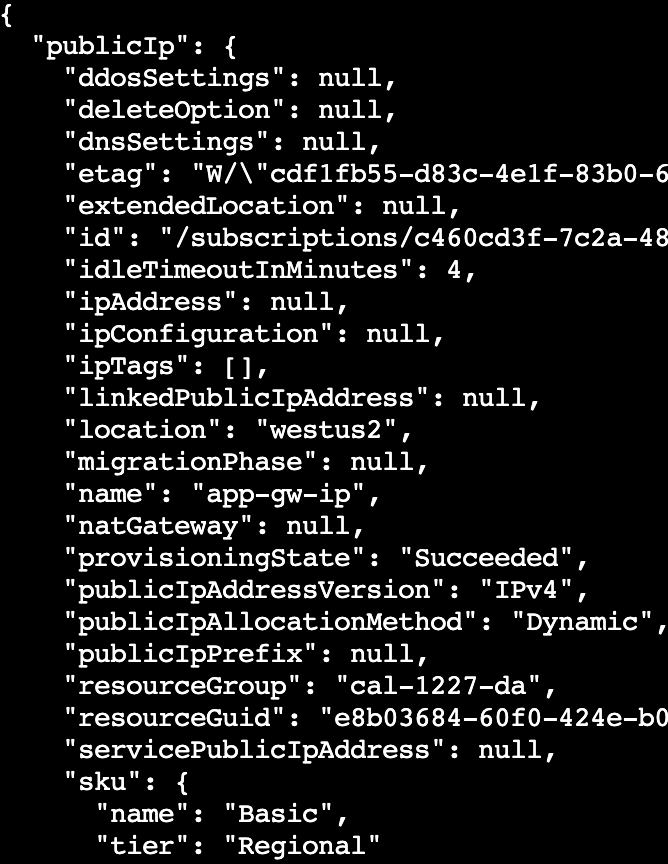 {
  "publicIp": {
    "ddosSettings": null,
    "deleteOption": null,
    "dnsSettings": null,
    "etag": "W/\"cdf1fb55-d83c-4e1f-83b0-6
    "extendedLocation": null,
    "id": "/subscriptions/c460cd3f-7c2a-48
    "idleTimeoutInMinutes": 4,
    "ipAddress": null,
    "ipConfiguration": null,
    "ipTags": [],
    "linkedPublicIpAddress": null,
    "location": "westus2",
    "migrationPhase": null,
    "name": "app-gw-ip",
    "natGateway": null,
    "provisioningState": "Succeeded",
    "publicIpAddressVersion": "IPv4",
    "publicIpAllocationMethod": "Dynamic",
    "publicIpPrefix": null,
    "resourceGroup": "cal-1227-da",
    "resourceGuid": "e8b03684-60f0-424e-b0
    "servicePublicIpAddress": null,
    "sku": {
      "name": "Basic",
      "tier": "Regional"